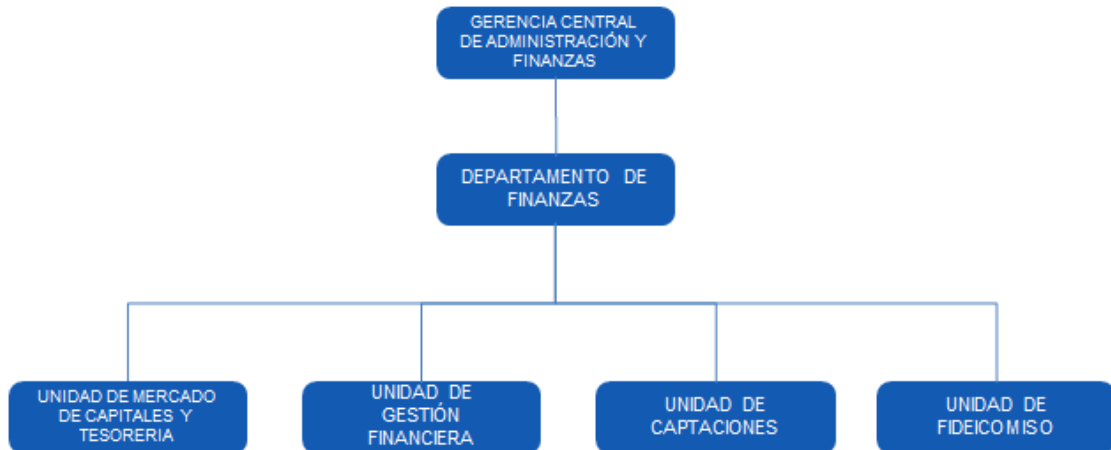 GERENCIA CENTRAL
DE ADMINISTRACIÓN Y
FINANZAS
DEPARTAMENTO DE
FINANZAS
UNIDAD DE MERCADO
DE CAPITALES Y
TESORERIA
UNIDAD DE
GESTIÓN
FINANCIERA
UNIDAD DE
CAPTACIONES
UNIDAD DE
FIDEICOMISO